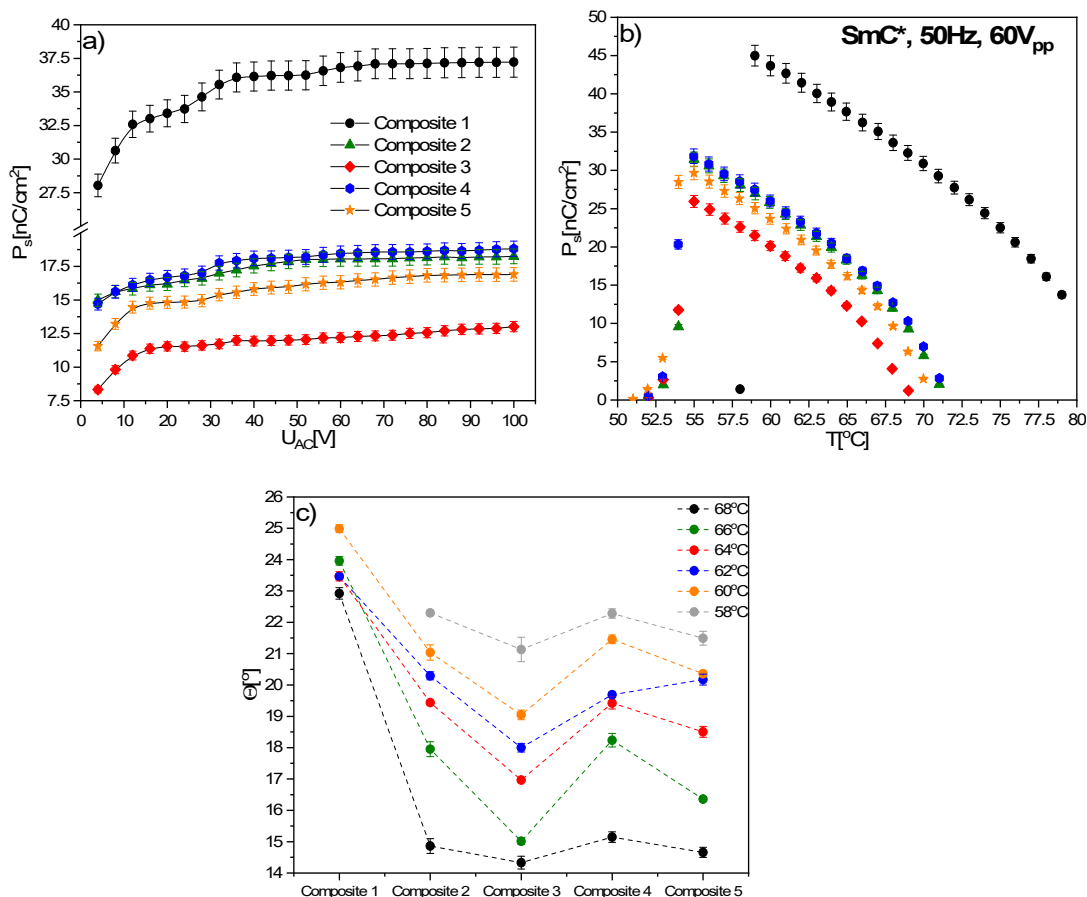 a)
40
37.5
35
32.5
30
27.5
25
17.5
15
12.5
10
7.5
Pₛ[nC/cm²]
Composite 1
Composite 2
Composite 3
Composite 4
Composite 5
0 10 20 30 40 50 60 70 80 90 100
U_AC[V]
b)
SmC*, 50Hz, 60Vₚₚ
50
45
40
35
30
25
20
15
10
5
0
Pₛ[nC/cm²]
50 52.5 55 57.5 60 62.5 65 67.5 70 72.5 75 77.5 80
T[°C]
c)
26
25
24
23
22
21
20
19
18
17
16
15
14
Θ[°]
68°C
66°C
64°C
62°C
60°C
58°C
Composite 1 Composite 2 Composite 3 Composite 4 Composite 5